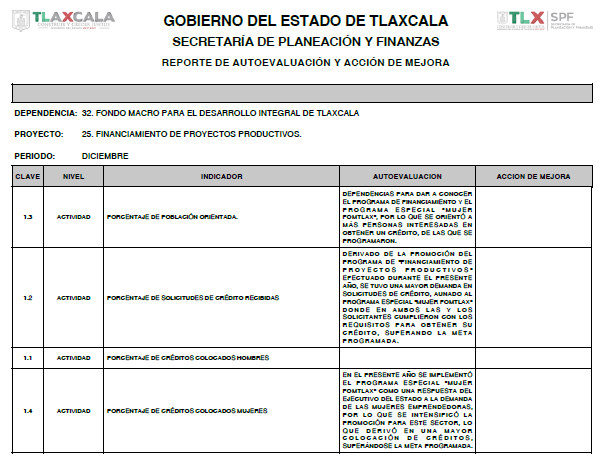 TLAXCALA
CONSTRUIR Y CRECER JUNTOS
GOBIERNO DEL ESTADO DE TLAXCALA
TLX SPF
SECRETARÍA DE PLANEACIÓN Y FINANZAS
REPORTE DE AUTOEVALUACIÓN Y ACCIÓN DE MEJORA
DEPENDENCIA: 32. FONDO MACRO PARA EL DESARROLLO INTEGRAL DE TLAXCALA
PROYECTO: 25. FINANCIAMIENTO DE PROYECTOS PRODUCTIVOS.
PERIODO: DICIEMBRE
CLAVE NIVEL INDICADOR AUTOEVALUACION ACCION DE MEJORA
1.3 ACTIVIDAD PORCENTAJE DE POBLACIÓN ORIENTADA.
DEPENDENCIAS PARA DAR A CONOCER
EL PROGRAMA DE FINANCIAMIENTO Y EL
PROGRAMA ESPECIAL "MUJER
FOMTLAX", POR LO QUE SE ORIENTÓ A
MÁS PERSONAS INTERESADAS EN
OBTENER UN CRÉDITO, DE LAS QUE SE
PROGRAMARON.
1.2 ACTIVIDAD PORCENTAJE DE SOLICITUDES DE CRÉDITO RECIBIDAS
DERIVADO DE LA PROMOCIÓN DEL
PROGRAMA DE "FINANCIAMIENTO DE
PROYECTOS PRODUCTIVOS"
EFECTUADO DURANTE EL PRESENTE
AÑO, SE TUVO UNA MAYOR DEMANDA EN
SOLICITUDES DE CRÉDITO, AUNADO AL
PROGRAMA ESPECIAL "MUJER FOMTLAX"
DONDE EN AMBOS LAS Y LOS
SOLICITANTES CUMPLIERON CON LOS
REQUISITOS PARA OBTENER SU
CRÉDITO, SUPERANDO LA META
PROGRAMADA.
1.1 ACTIVIDAD PORCENTAJE DE CRÉDITOS COLOCADOS HOMBRES
1.4 ACTIVIDAD PORCENTAJE DE CRÉDITOS COLOCADOS MUJERES
EN EL PRESENTE AÑO SE IMPLEMENTÓ
EL PROGRAMA ESPECIAL "MUJER
FOMTLAX" COMO UNA RESPUESTA DEL
EJECUTIVO DEL ESTADO A LA DEMANDA
DE LAS MUJERES EMPRENDEDORAS,
POR LO QUE SE INTENSIFICÓ LA
PROMOCIÓN PARA ESTE SECTOR, LO
QUE DERIVÓ EN UNA MAYOR
COLOCACIÓN DE CRÉDITOS,
SUPERÁNDOSE LA META PROGRAMADA.